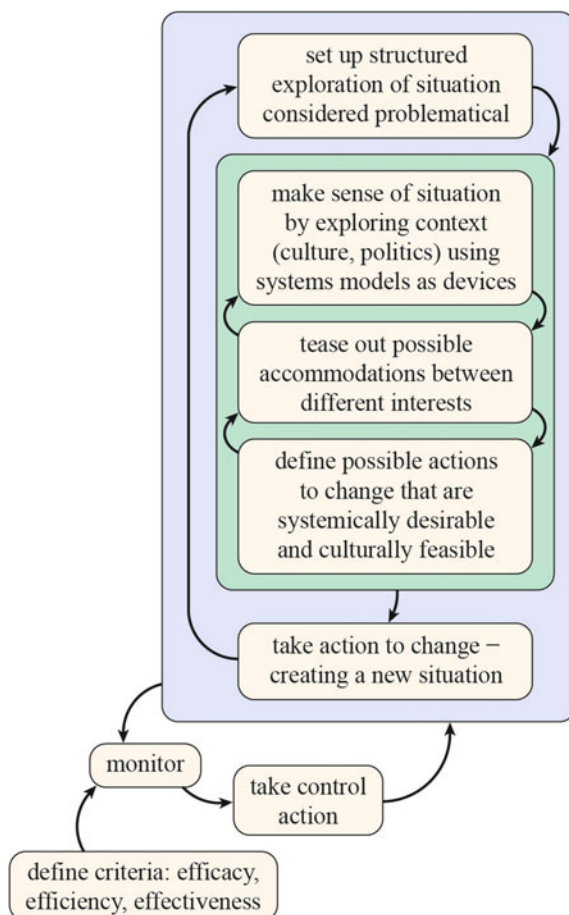 set up structured
exploration of situation
considered problematical
make sense of situation
by exploring context
(culture, politics) using
systems models as devices
tease out possible
accommodations between
different interests
define possible actions
to change that are
systemically desirable
and culturally feasible
take action to change –
creating a new situation
monitor
take control
action
define criteria: efficacy,
efficiency, effectiveness